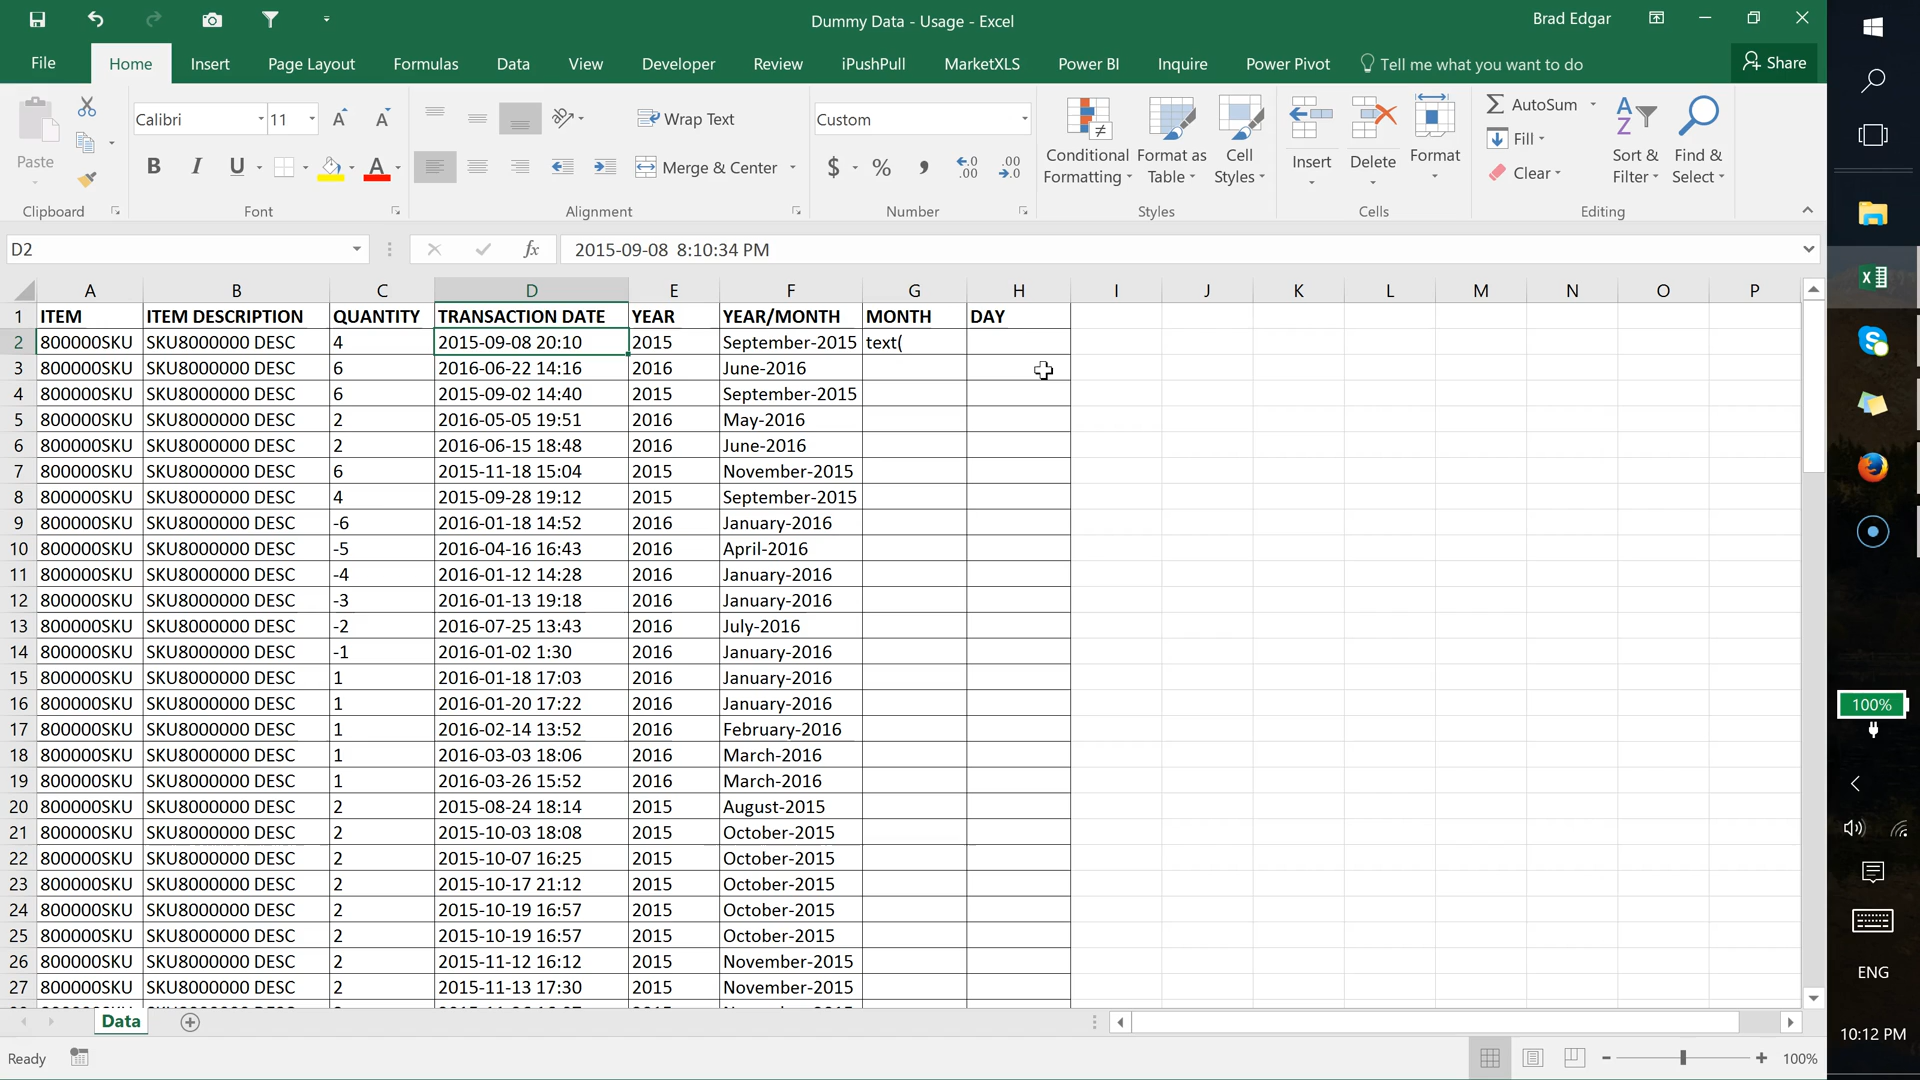 Dummy Data - Usage - Excel
Brad Edgar
File Home Insert Page Layout Formulas Data View Developer Review iPushPull MarketXLS Power BI Inquire Power Pivot Tell me what you want to do Share
Paste
Clipboard
Calibri 11
B I U A
Font
Wrap Text
Merge & Center
Alignment
Custom
$ % ,
Number
Conditional Formatting
Format as Table
Cell Styles
Styles
Insert Delete Format
Cells
AutoSum
Fill
Clear
Sort & Filter
Find & Select
Editing
D2 fx 2015-09-08 8:10:34 PM
A B C D E F G H I J K L M N O P
1 ITEM ITEM DESCRIPTION QUANTITY TRANSACTION DATE YEAR YEAR/MONTH MONTH DAY
2 800000SKU SKU8000000 DESC 4 2015-09-08 20:10 2015 September-2015 text(
3 800000SKU SKU8000000 DESC 6 2016-06-22 14:16 2016 June-2016
4 800000SKU SKU8000000 DESC 6 2015-09-02 14:40 2015 September-2015
5 800000SKU SKU8000000 DESC 2 2016-05-05 19:51 2016 May-2016
6 800000SKU SKU8000000 DESC 2 2016-06-15 18:48 2016 June-2016
7 800000SKU SKU8000000 DESC 6 2015-11-18 15:04 2015 November-2015
8 800000SKU SKU8000000 DESC 4 2015-09-28 19:12 2015 September-2015
9 800000SKU SKU8000000 DESC -6 2016-01-18 14:52 2016 January-2016
10 800000SKU SKU8000000 DESC -5 2016-04-16 16:43 2016 April-2016
11 800000SKU SKU8000000 DESC -4 2016-01-12 14:28 2016 January-2016
12 800000SKU SKU8000000 DESC -3 2016-01-13 19:18 2016 January-2016
13 800000SKU SKU8000000 DESC -2 2016-07-25 13:43 2016 July-2016
14 800000SKU SKU8000000 DESC -1 2016-01-02 1:30 2016 January-2016
15 800000SKU SKU8000000 DESC 1 2016-01-18 17:03 2016 January-2016
16 800000SKU SKU8000000 DESC 1 2016-01-20 17:22 2016 January-2016
17 800000SKU SKU8000000 DESC 1 2016-02-14 13:52 2016 February-2016
18 800000SKU SKU8000000 DESC 1 2016-03-03 18:06 2016 March-2016
19 800000SKU SKU8000000 DESC 1 2016-03-26 15:52 2016 March-2016
20 800000SKU SKU8000000 DESC 2 2015-08-24 18:14 2015 August-2015
21 800000SKU SKU8000000 DESC 2 2015-10-03 18:08 2015 October-2015
22 800000SKU SKU8000000 DESC 2 2015-10-07 16:25 2015 October-2015
23 800000SKU SKU8000000 DESC 2 2015-10-17 21:12 2015 October-2015
24 800000SKU SKU8000000 DESC 2 2015-10-19 16:57 2015 October-2015
25 800000SKU SKU8000000 DESC 2 2015-10-19 16:57 2015 October-2015
26 800000SKU SKU8000000 DESC 2 2015-11-12 16:12 2015 November-2015
27 800000SKU SKU8000000 DESC 2 2015-11-13 17:30 2015 November-2015
Data
Ready
100%
100%
ENG
10:12 PM